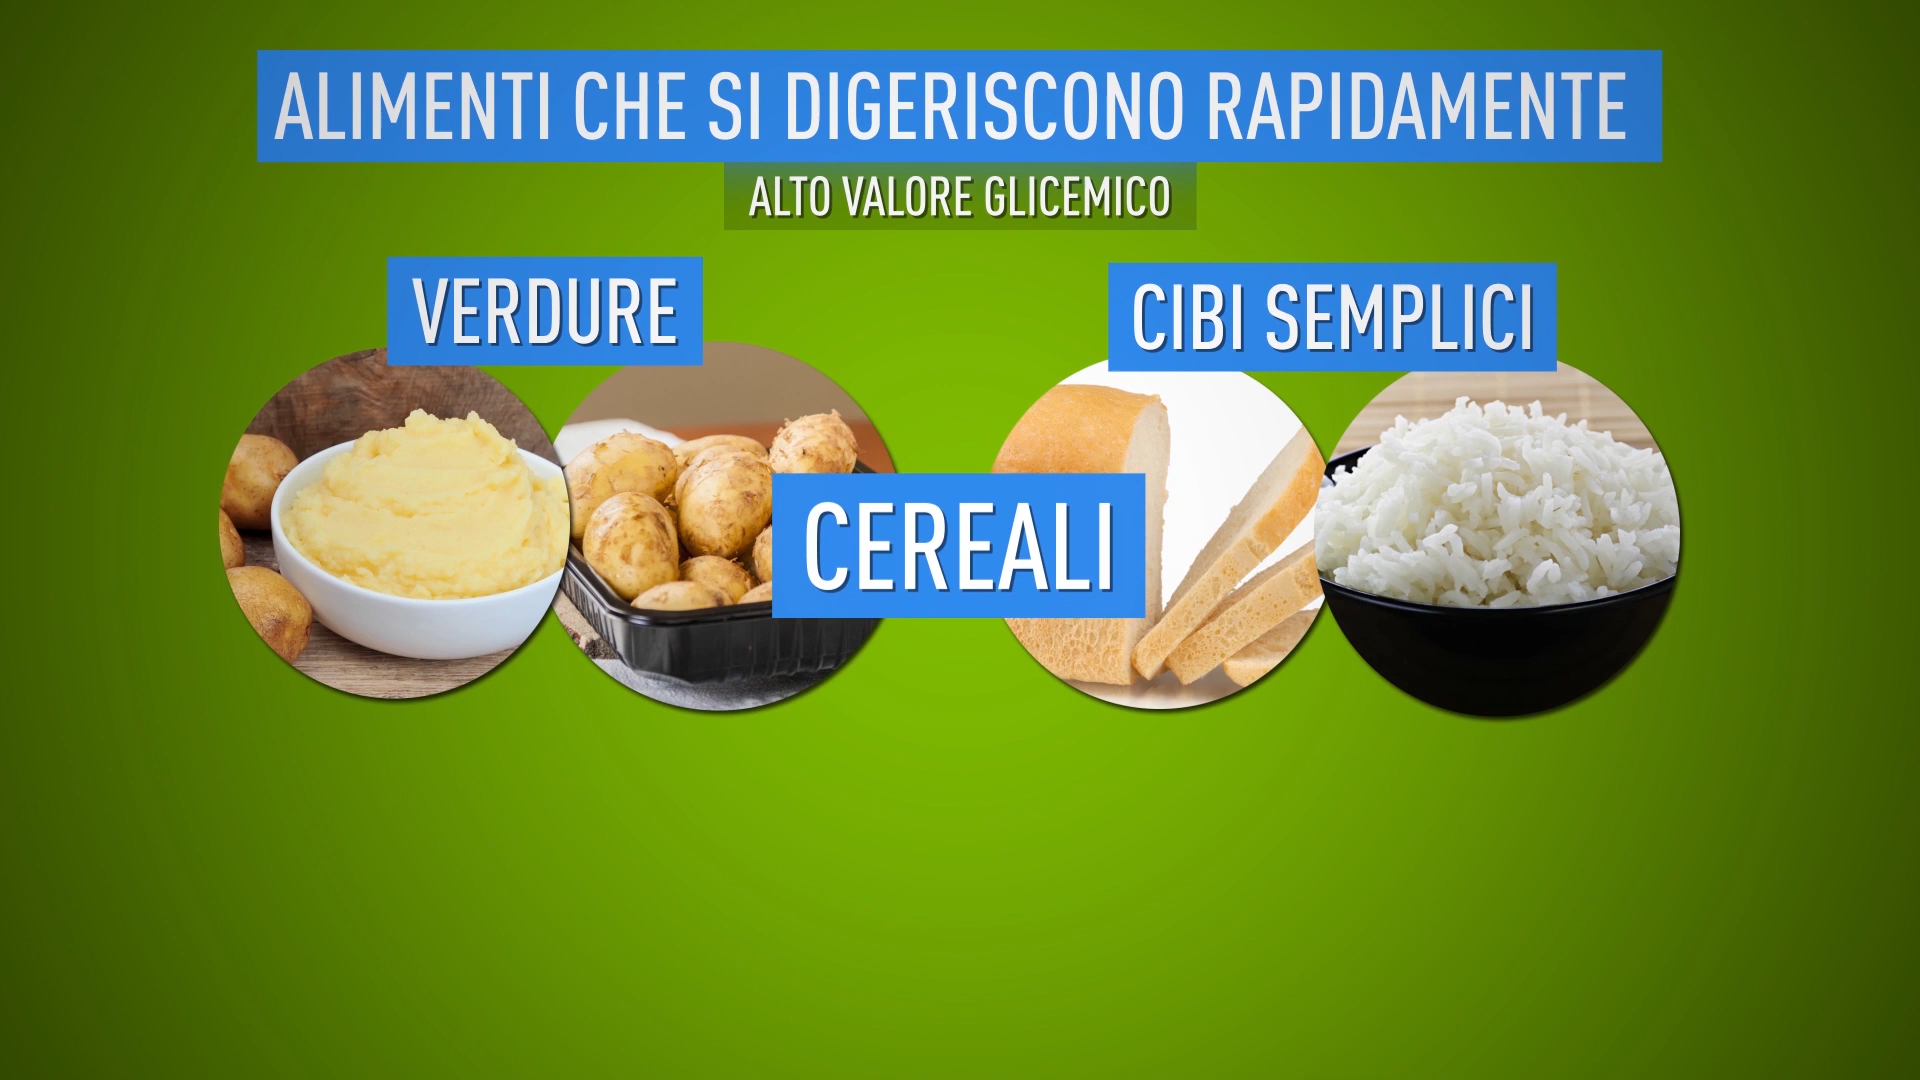 ALIMENTI CHE SI DIGERISCONO RAPIDAMENTE
ALTO VALORE GLICEMICO
VERDURE
CIBI SEMPLICI
CEREALI